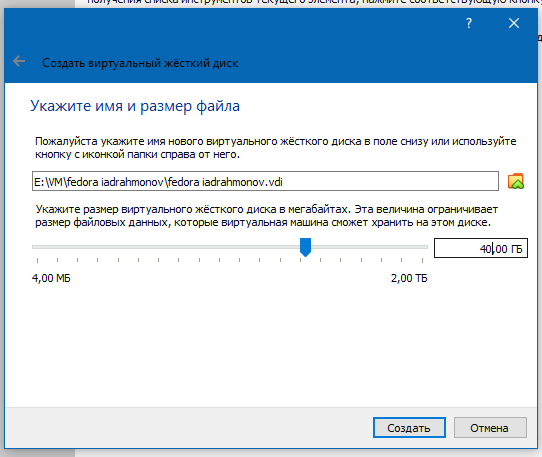 получения списка инструментов текущего элемента, нажмите соответствующую кнопку
?
Создать виртуальный жёсткий диск
Укажите имя и размер файла
Пожалуйста укажите имя нового виртуального жёсткого диска в поле снизу или используйте
кнопку с иконкой папки справа от него.
E:\VM\fedora iadrahmonov\fedora iadrahmonov.vdi
Укажите размер виртуального жёсткого диска в мегабайтах. Эта величина ограничивает
размер файловых данных, которые виртуальная машина сможет хранить на этом диске.
40,00 ГБ
4,00 МБ 2,00 ТБ
Создать Отмена